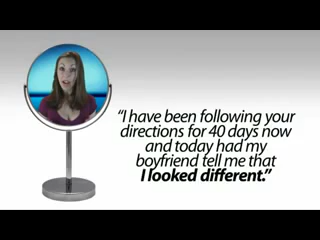 “I have been following your
directions for 40 days now
and today had my
boyfriend tell me that
I looked different.”